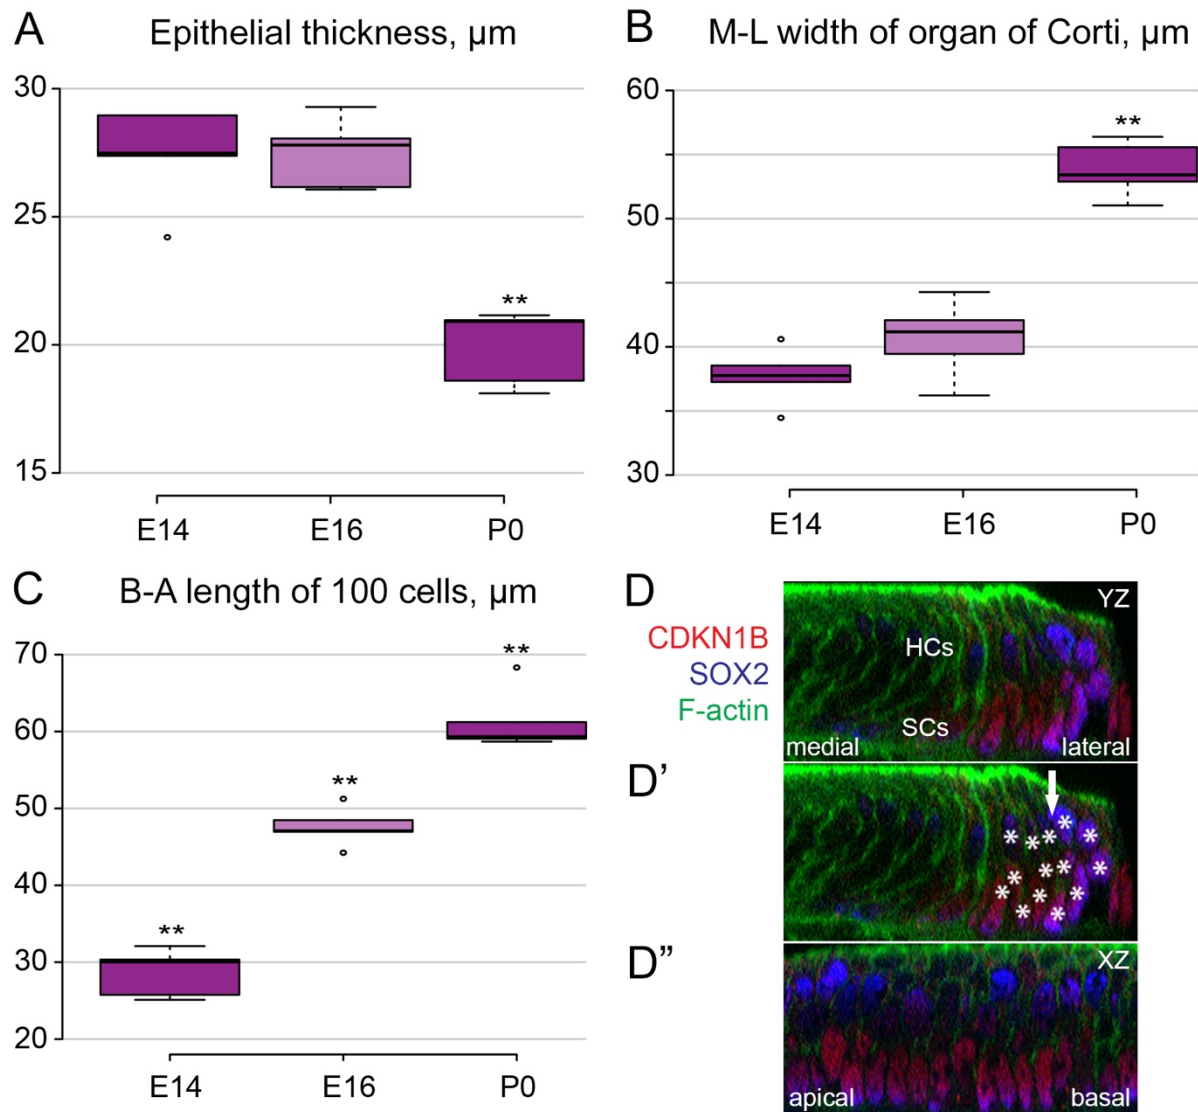 A
Epithelial thickness, µm
30
25
20
15
**
E14
E16
P0
B
M-L width of organ of Corti, µm
60
50
40
30
**
E14
E16
P0
C
B-A length of 100 cells, µm
70
60
50
40
30
20
**
**
**
E14
E16
P0
D
CDKN1B
SOX2
F-actin
YZ
HCs
SCs
medial
lateral
D'
* * * * *
* * * * * * * * *
D"
XZ
apical
basal